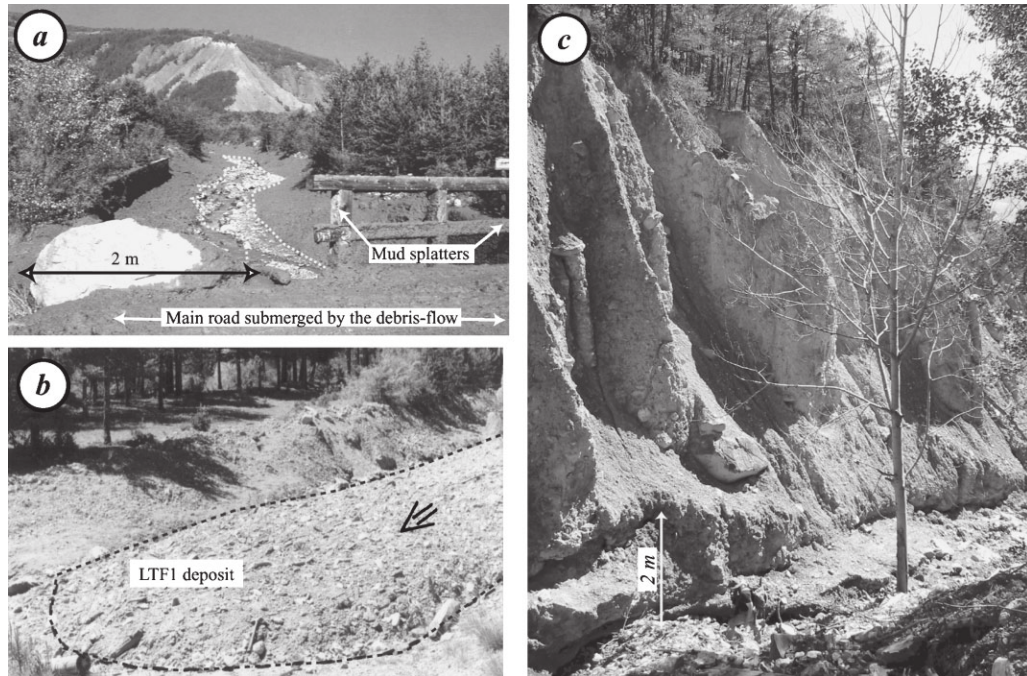 a
2 m
Mud splatters
Main road submerged by the debris-flow
b
LTF1 deposit
c
2 m